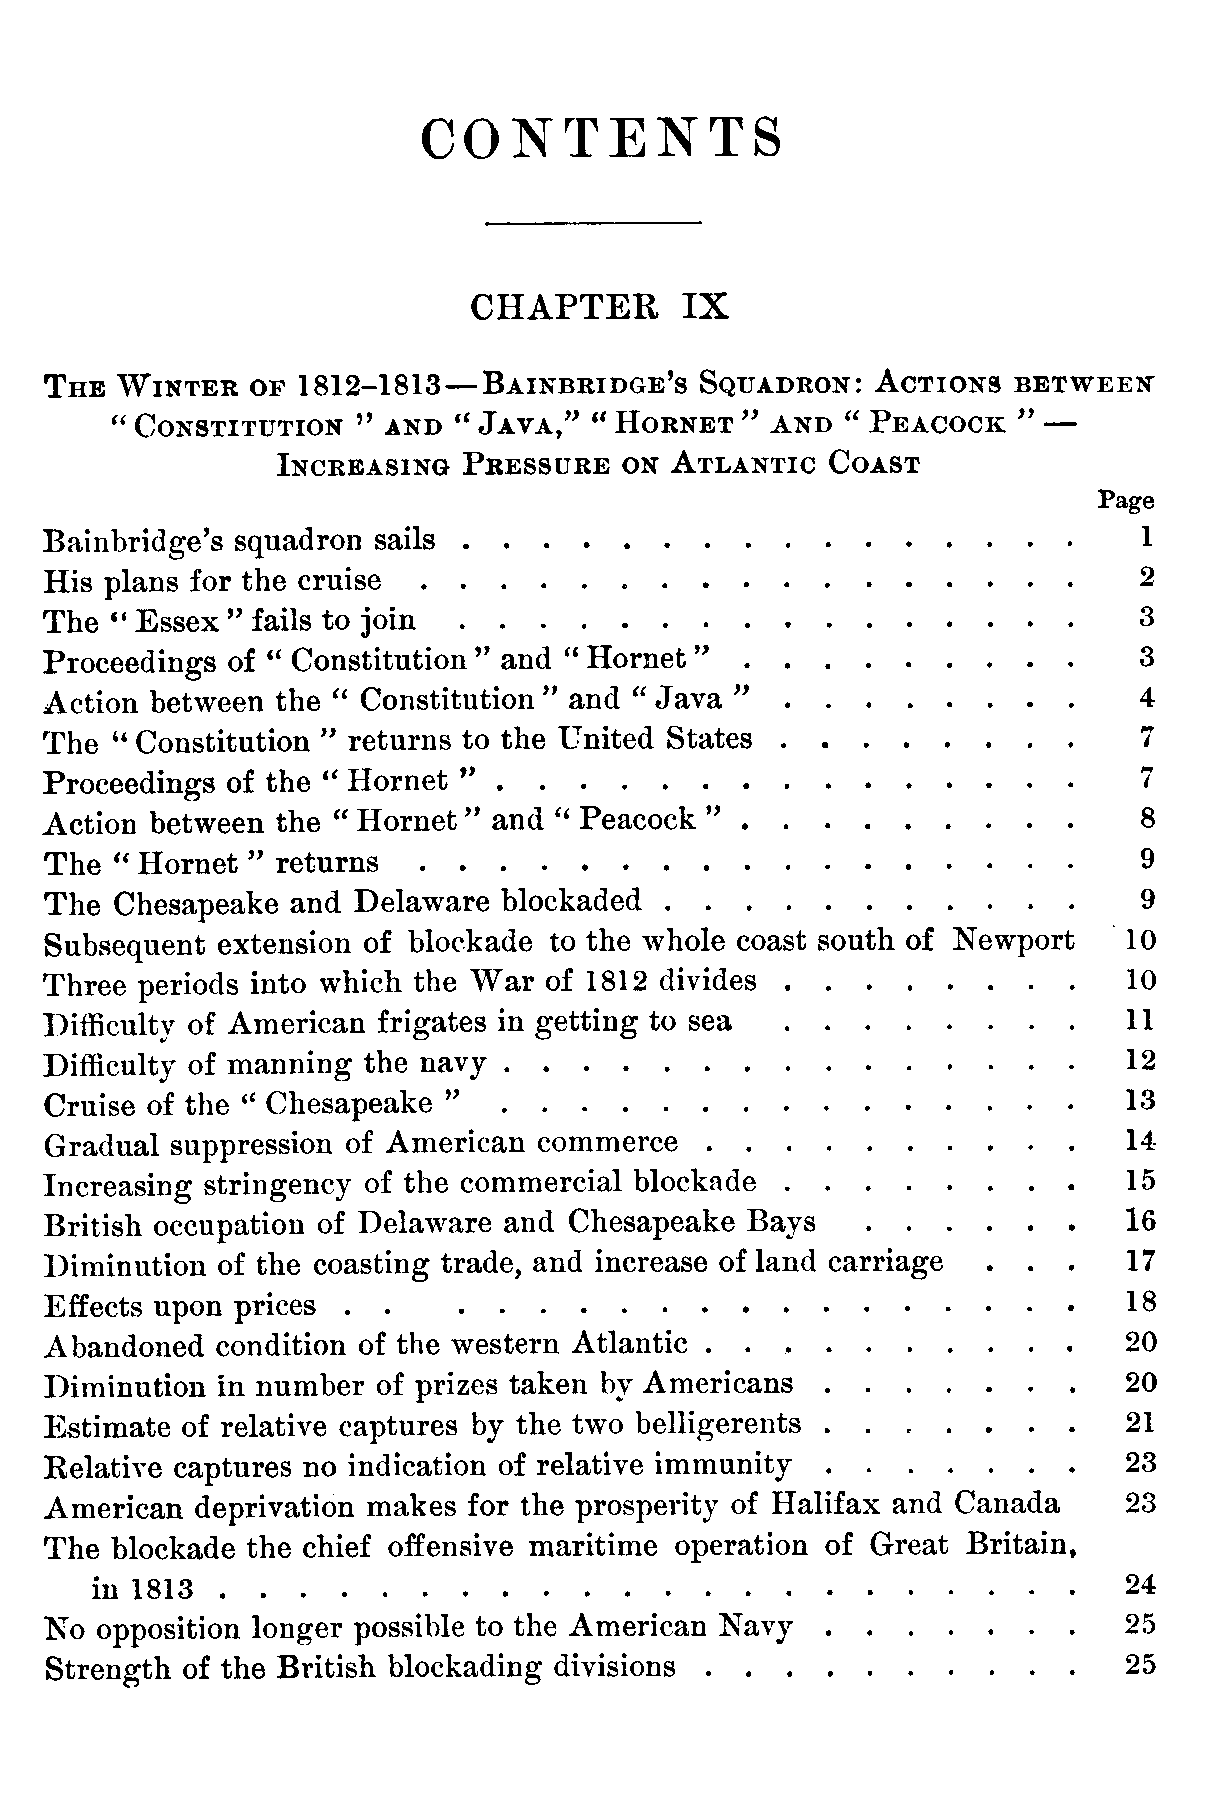 CONTENTS
CHAPTER IX
The Winter of 1812–1813—Bainbridge's Squadron: Actions between
"Constitution" and "Java," "Hornet" and "Peacock"—
Increasing Pressure on Atlantic Coast
Page
Bainbridge's squadron sails . . . . . . . . . . . . . . . . 1
His plans for the cruise . . . . . . . . . . . . . . . . . 2
The "Essex" fails to join . . . . . . . . . . . . . . . . 3
Proceedings of "Constitution" and "Hornet" . . . . . . . . . 3
Action between the "Constitution" and "Java" . . . . . . . . 4
The "Constitution" returns to the United States . . . . . . . . 7
Proceedings of the "Hornet" . . . . . . . . . . . . . . . 7
Action between the "Hornet" and "Peacock" . . . . . . . . . 8
The "Hornet" returns . . . . . . . . . . . . . . . . . 9
The Chesapeake and Delaware blockaded . . . . . . . . . . . 9
Subsequent extension of blockade to the whole coast south of Newport 10
Three periods into which the War of 1812 divides . . . . . . . . 10
Difficulty of American frigates in getting to sea . . . . . . . . 11
Difficulty of manning the navy . . . . . . . . . . . . . . . 12
Cruise of the "Chesapeake" . . . . . . . . . . . . . . . 13
Gradual suppression of American commerce . . . . . . . . . . 14
Increasing stringency of the commercial blockade . . . . . . . . 15
British occupation of Delaware and Chesapeake Bays . . . . . . 16
Diminution of the coasting trade, and increase of land carriage . . . 17
Effects upon prices . . . . . . . . . . . . . . . . . . 18
Abandoned condition of the western Atlantic . . . . . . . . . . 20
Diminution in number of prizes taken by Americans . . . . . . . 20
Estimate of relative captures by the two belligerents . . . . . . . 21
Relative captures no indication of relative immunity . . . . . . . 23
American deprivation makes for the prosperity of Halifax and Canada 23
The blockade the chief offensive maritime operation of Great Britain,
in 1813 . . . . . . . . . . . . . . . . . . . . . . 24
No opposition longer possible to the American Navy . . . . . . . 25
Strength of the British blockading divisions . . . . . . . . . . 25